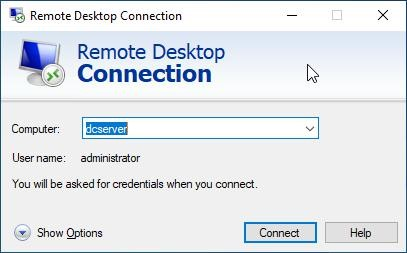 Remote Desktop Connection
Remote Desktop
Connection
Computer: dcserver
User name: administrator
You will be asked for credentials when you connect.
Show Options Connect Help